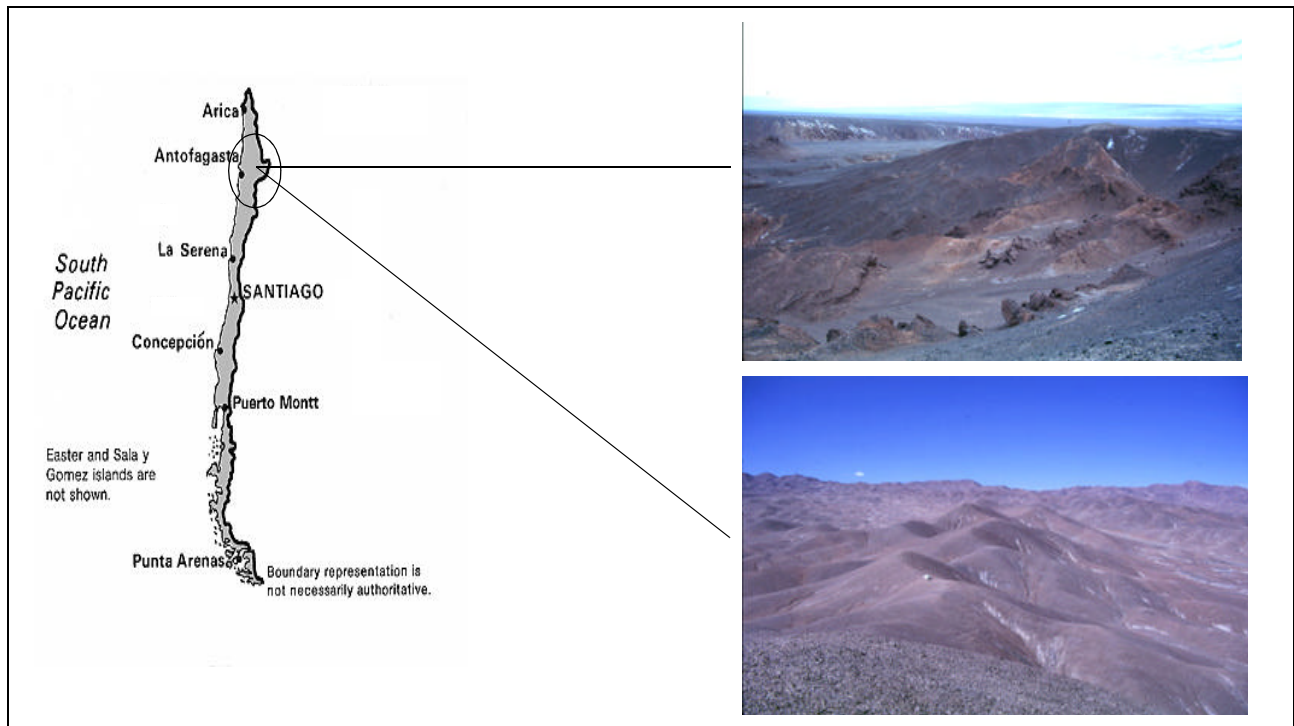 Arica
Antofagasta
La Serena
South
Pacific
Ocean
SANTIAGO
Concepción
Puerto Montt
Easter and Sala y
Gomez islands are
not shown.
Punta Arenas
Boundary representation is
not necessarily authoritative.